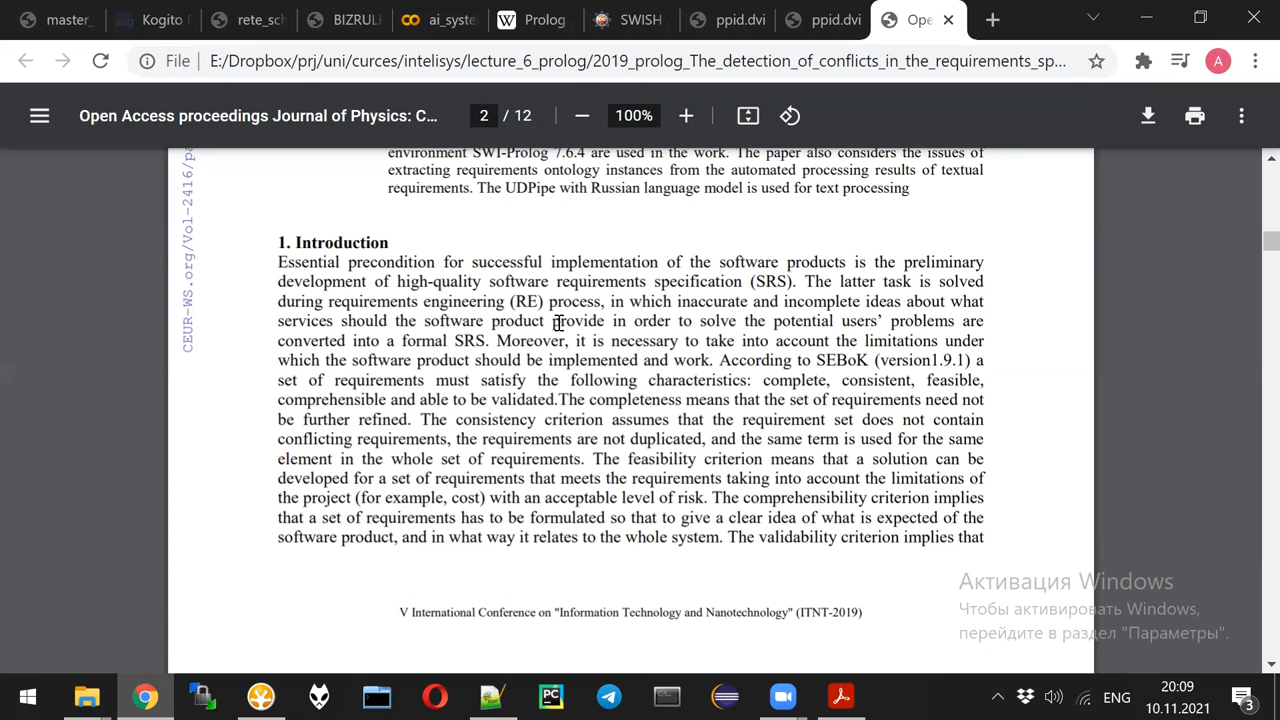 master_
Kogito
rete_sc
BIZRULI
ai_syste
Prolog
SWISH
ppid.dvi
ppid.dvi
Ope
File
E:/Dropbox/prj/uni/curces/intelisys/lecture_6_prolog/2019_prolog_The_detection_of_conflicts_in_the_requirements_sp...
Open Access proceedings Journal of Physics: C...
2 / 12
100%
environment SWI-Prolog 7.6.4 are used in the work. The paper also considers the issues of
extracting requirements ontology instances from the automated processing results of textual
requirements. The UDPipe with Russian language model is used for text processing
CEUR-WS.org/Vol-2416/pa
1. Introduction
Essential precondition for successful implementation of the software products is the preliminary
development of high-quality software requirements specification (SRS). The latter task is solved
during requirements engineering (RE) process, in which inaccurate and incomplete ideas about what
services should the software product provide in order to solve the potential users' problems are
converted into a formal SRS. Moreover, it is necessary to take into account the limitations under
which the software product should be implemented and work. According to SEBoK (version1.9.1) a
set of requirements must satisfy the following characteristics: complete, consistent, feasible,
comprehensible and able to be validated.The completeness means that the set of requirements need not
be further refined. The consistency criterion assumes that the requirement set does not contain
conflicting requirements, the requirements are not duplicated, and the same term is used for the same
element in the whole set of requirements. The feasibility criterion means that a solution can be
developed for a set of requirements that meets the requirements taking into account the limitations of
the project (for example, cost) with an acceptable level of risk. The comprehensibility criterion implies
that a set of requirements has to be formulated so that to give a clear idea of what is expected of the
software product, and in what way it relates to the whole system. The validability criterion implies that
V International Conference on "Information Technology and Nanotechnology" (ITNT-2019)
Активация Windows
Чтобы активировать Windows,
перейдите в раздел "Параметры".
ENG
20:09
10.11.2021